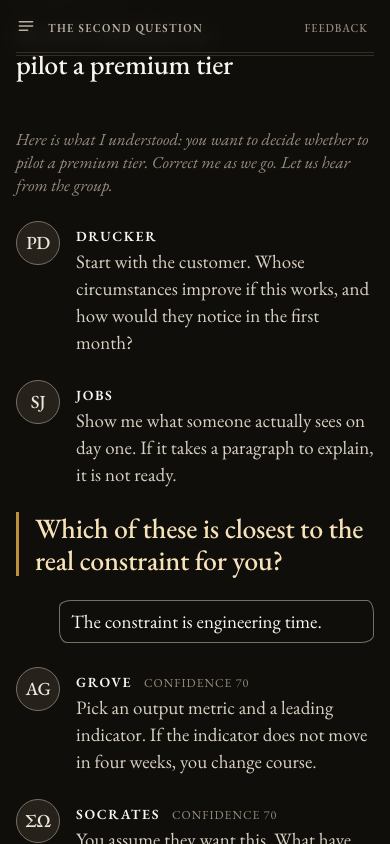 THE SECOND QUESTION
FEEDBACK
pilot a premium tier
Here is what I understood: you want to decide whether to
pilot a premium tier. Correct me as we go. Let us hear
from the group.
PD
DRUCKER
Start with the customer. Whose
circumstances improve if this works, and
how would they notice in the first
month?
SJ
JOBS
Show me what someone actually sees on
day one. If it takes a paragraph to explain,
it is not ready.
Which of these is closest to the
real constraint for you?
The constraint is engineering time.
AG
GROVE CONFIDENCE 70
Pick an output metric and a leading
indicator. If the indicator does not move
in four weeks, you change course.
ΣΩ
SOCRATES CONFIDENCE 70
You assume they want this. What have